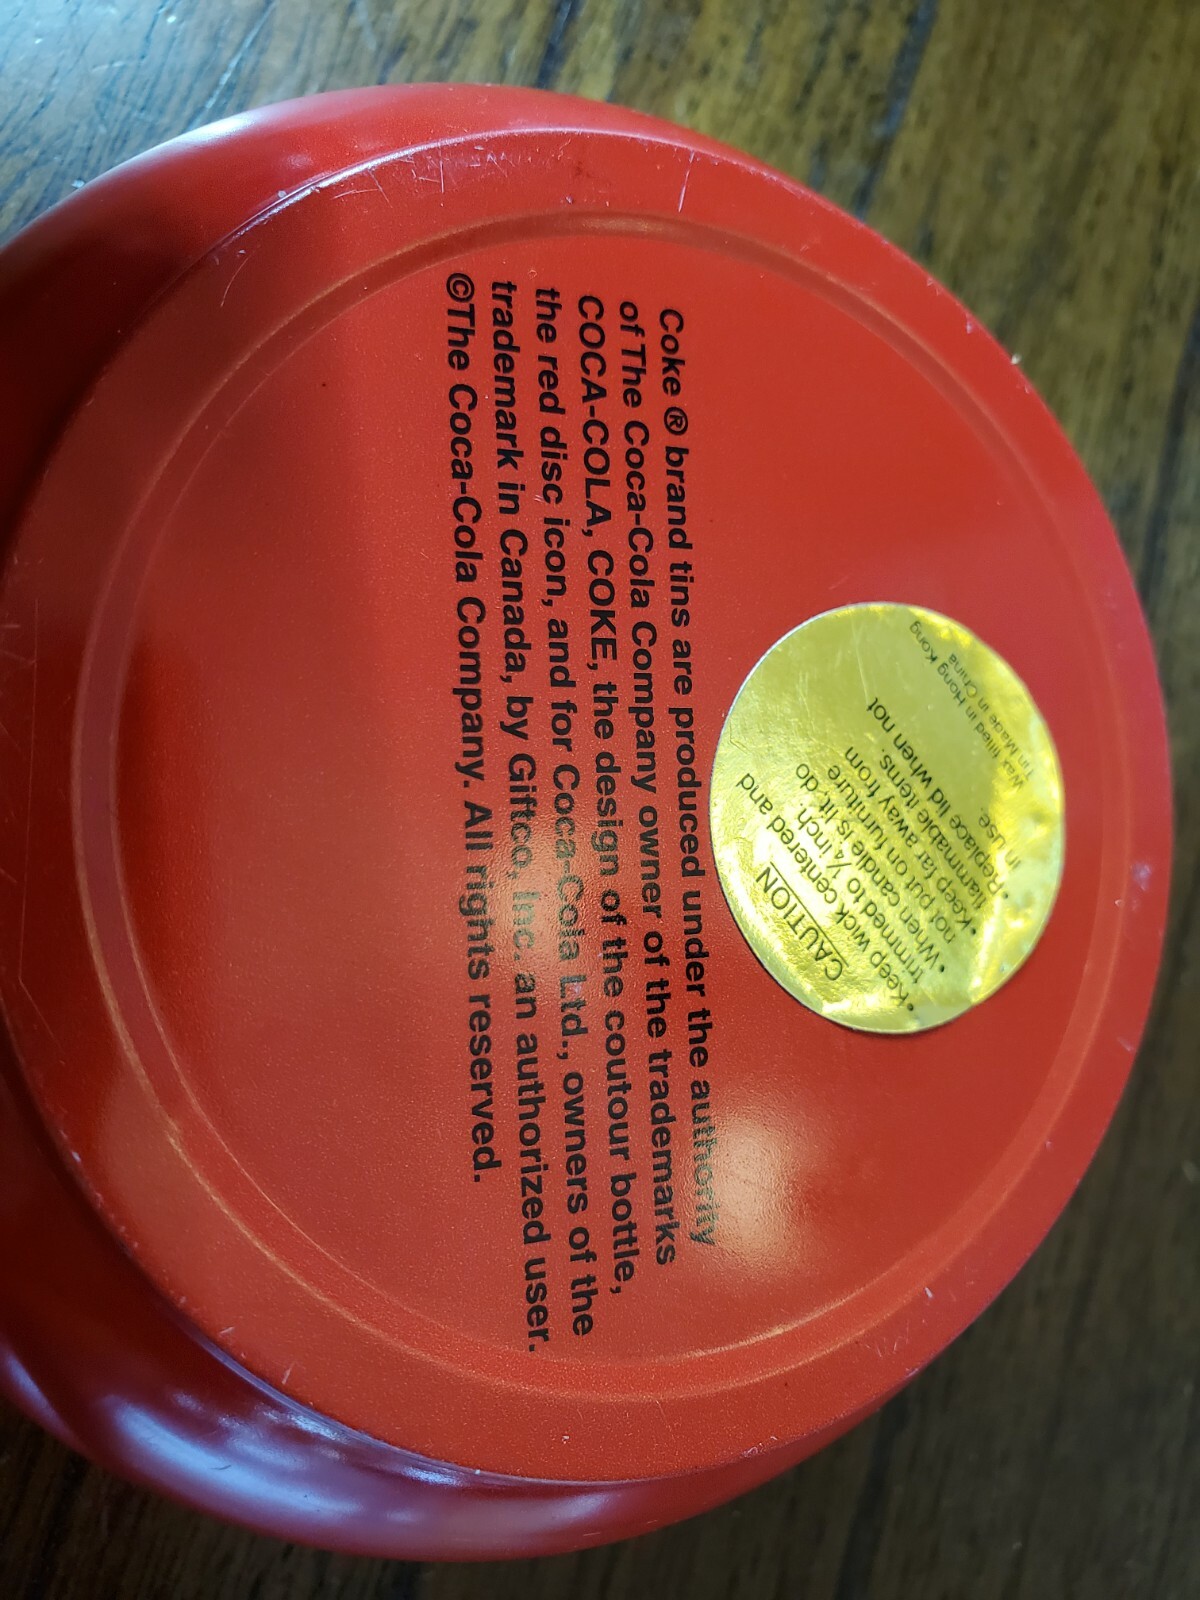 Coke ® brand tins are produced under the authority
of The Coca-Cola Company owner of the trademarks
COCA-COLA, COKE, the design of the coutour bottle,
the red disc icon, and for Coca-Cola Ltd., owners of the
trademark in Canada, by Giftco, Inc. an authorized user.
©The Coca-Cola Company. All rights reserved.
CAUTION
• Keep wick centered and
trimmed to ¼ inch.
• When candle is lit do
not put on furniture
• Keep far away from
flammable items.
• Replace lid when not
in use.
Wax filled in Hong Kong
Tin Made in China